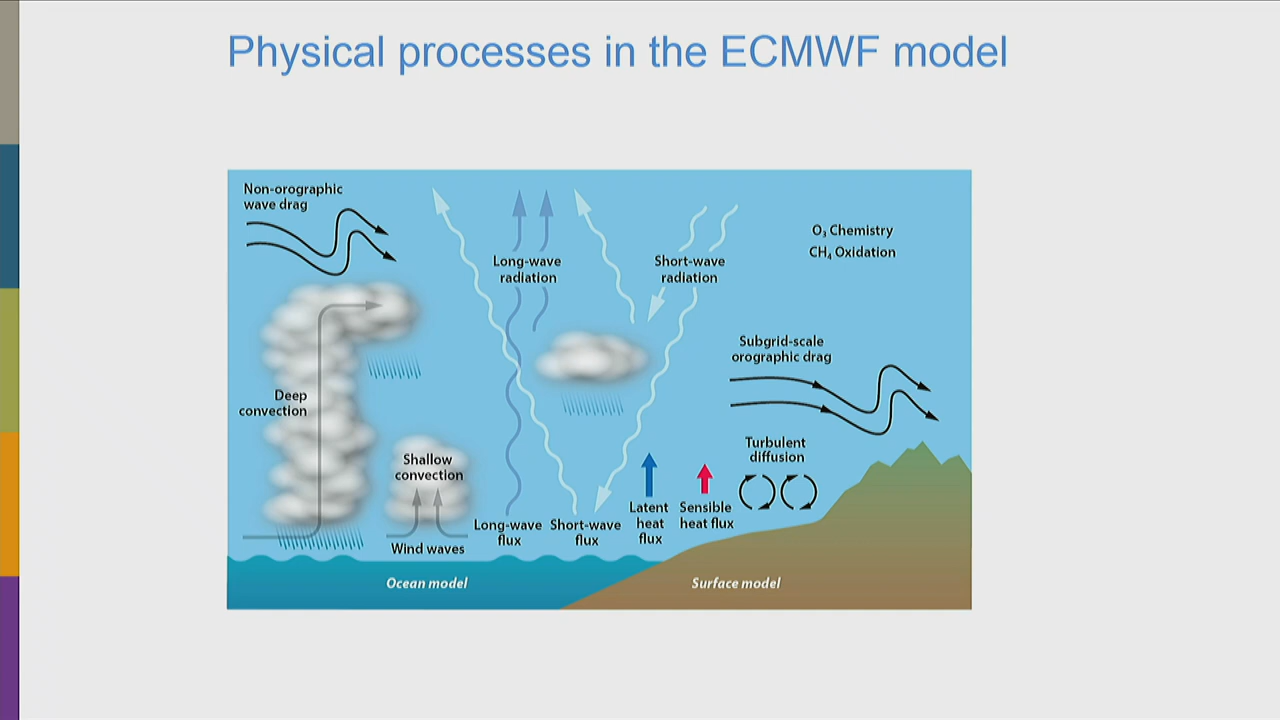 Physical processes in the ECMWF model
Non-orographic
wave drag
Long-wave
radiation
Short-wave
radiation
O₃ Chemistry
CH₄ Oxidation
Subgrid-scale
orographic drag
Deep
convection
Shallow
convection
Turbulent
diffusion
Long-wave
flux
Short-wave
flux
Latent
heat
flux
Sensible
heat flux
Wind waves
Ocean model
Surface model